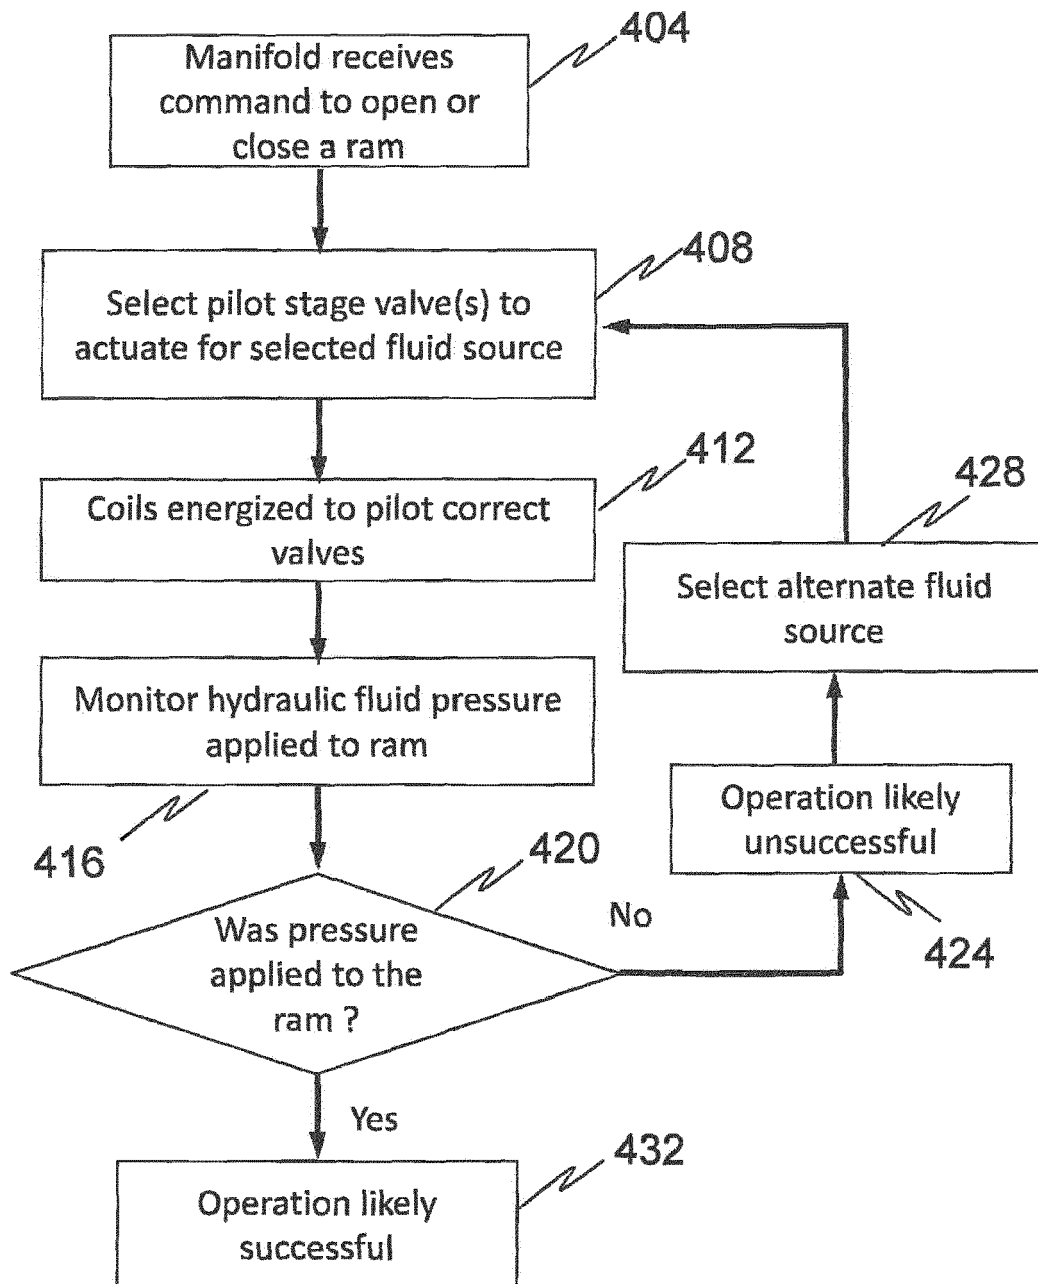 404
Manifold receives
command to open or
close a ram
408
Select pilot stage valve(s) to
actuate for selected fluid source
412
Coils energized to pilot correct
valves
428
Select alternate fluid
source
Monitor hydraulic fluid pressure
applied to ram
416
Operation likely
unsuccessful
424
420
Was pressure
applied to the
ram ?
No
Yes
432
Operation likely
successful